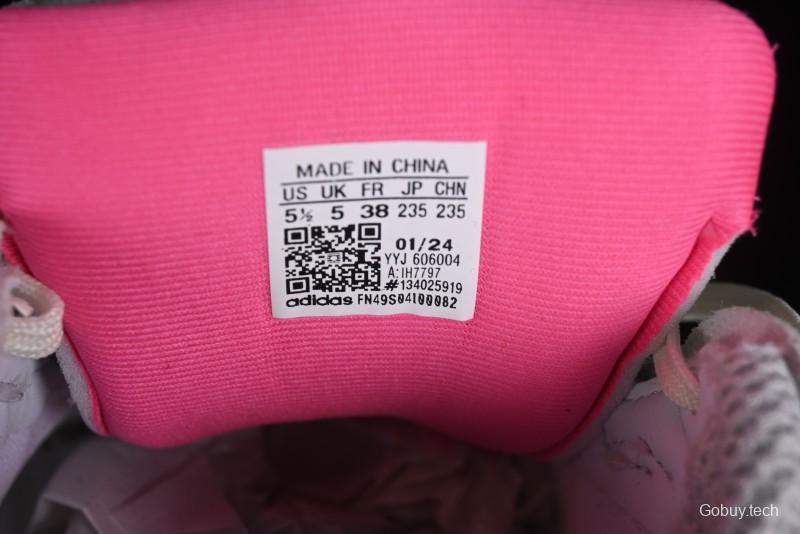 MADE IN CHINA
US UK FR JP CHN
5½ 5 38 235 235
01/24
YYJ 606004
A: IH7797
#134025919
adidas FN49S04100082
Gobuy.tech